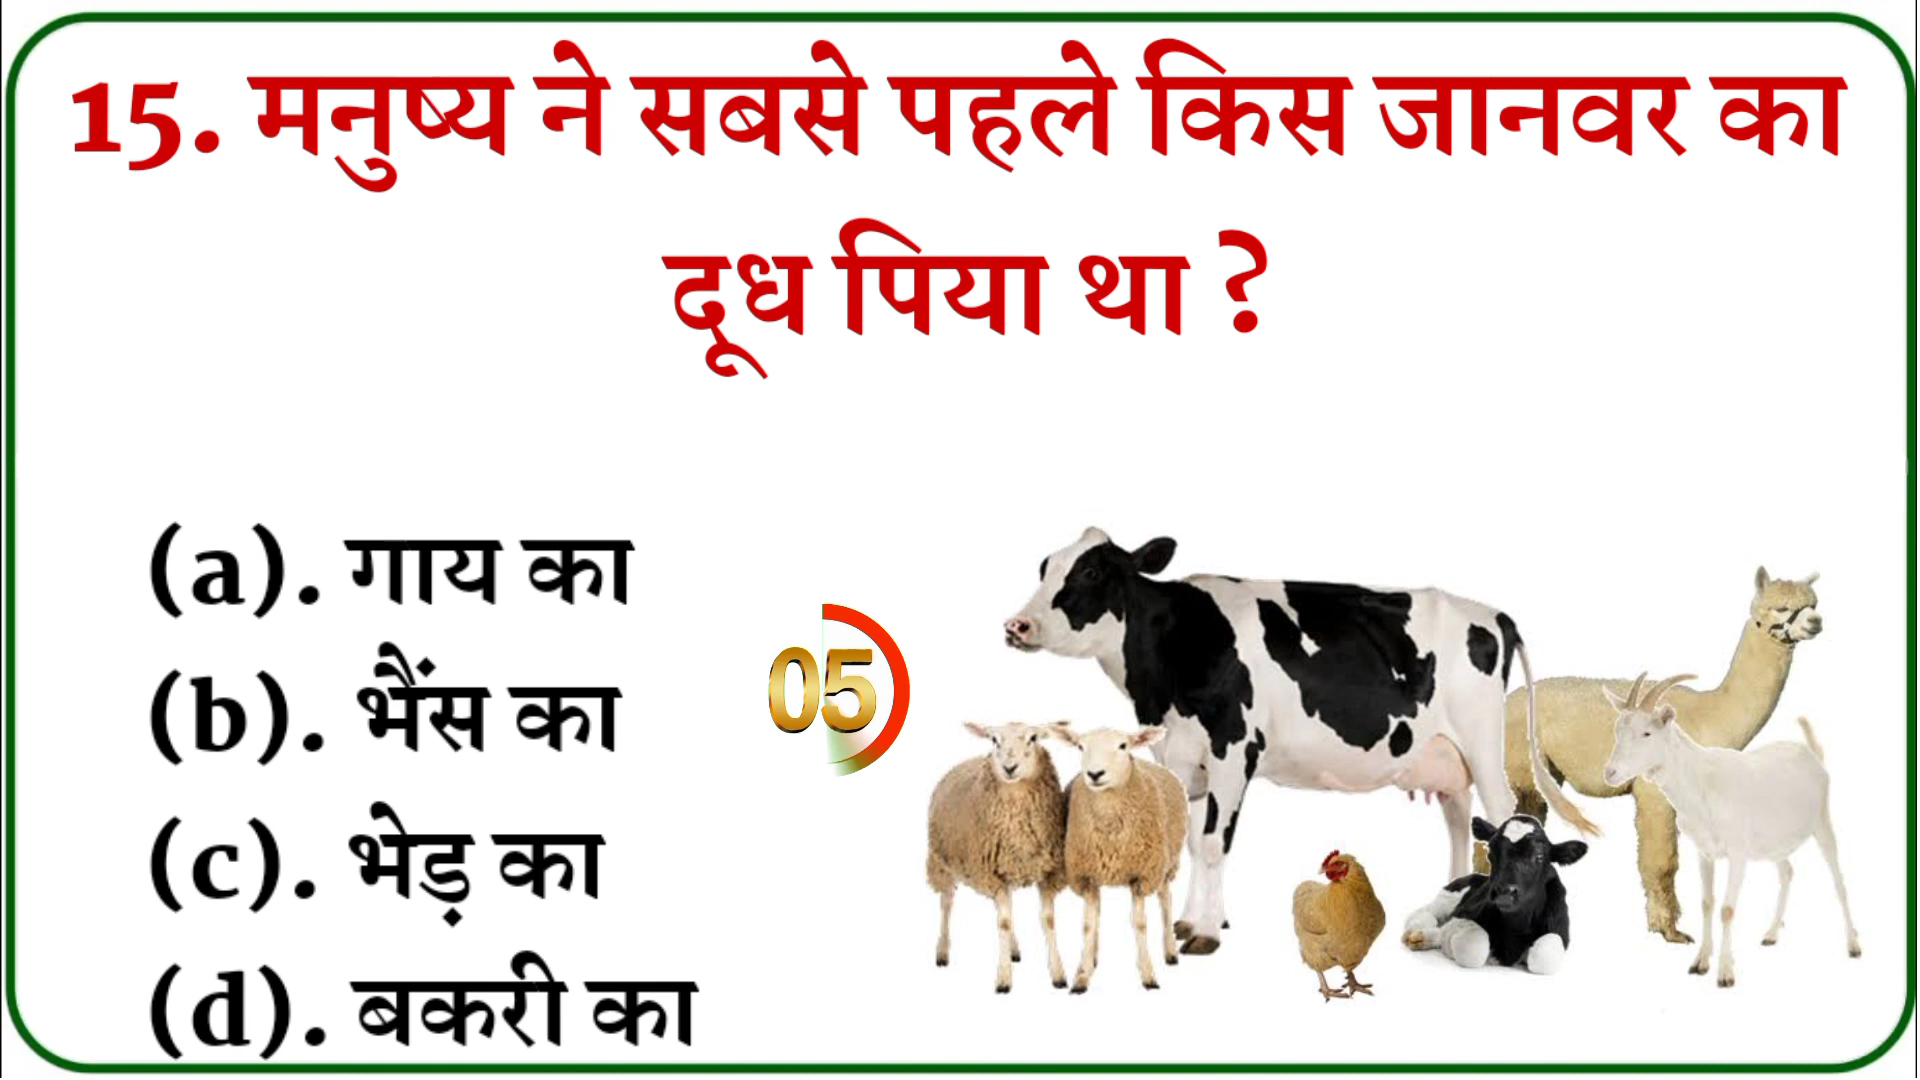 15. मनुष्य ने सबसे पहले किस जानवर का
दूध पिया था ?
(a). गाय का
(b). भैंस का
05
(c). भेड़ का
(d). बकरी का